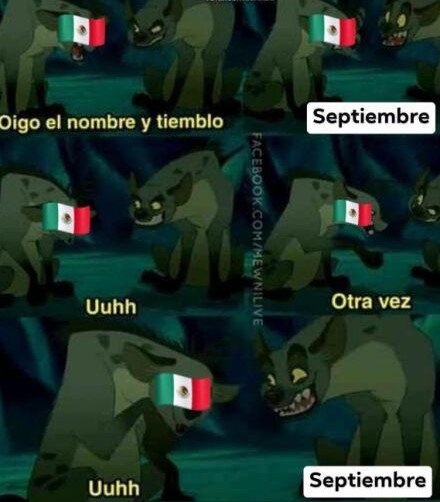 Oigo el nombre y tiemblo
Septiembre
Uuhh
Otra vez
Uuhh
Septiembre
FACEBOOK.COM/MEWNILIVE